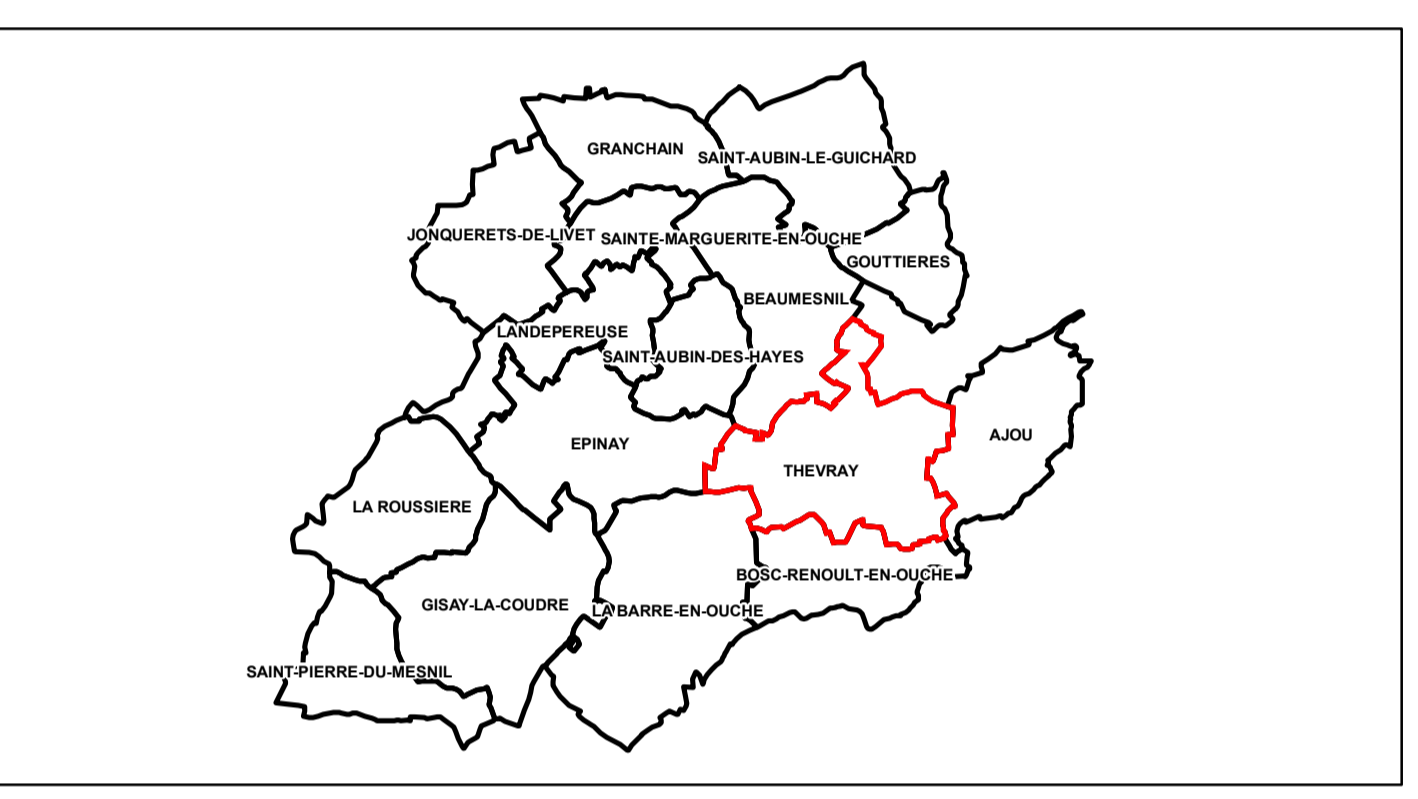 GRANCHAIN
SAINT-AUBIN-LE-GUICHARD
JONQUERETS-DE-LIVET
SAINTE-MARGUERITE-EN-OUCHE
GOUTTIERES
BEAUMESNIL
LANDEPEREUSE
SAINT-AUBIN-DES-HAYES
AJOU
EPINAY
THEVRAY
LA ROUSSIERE
BOSC-RENOULT-EN-OUCHE
GISAY-LA-COUDRE
LA BARRE-EN-OUCHE
SAINT-PIERRE-DU-MESNIL